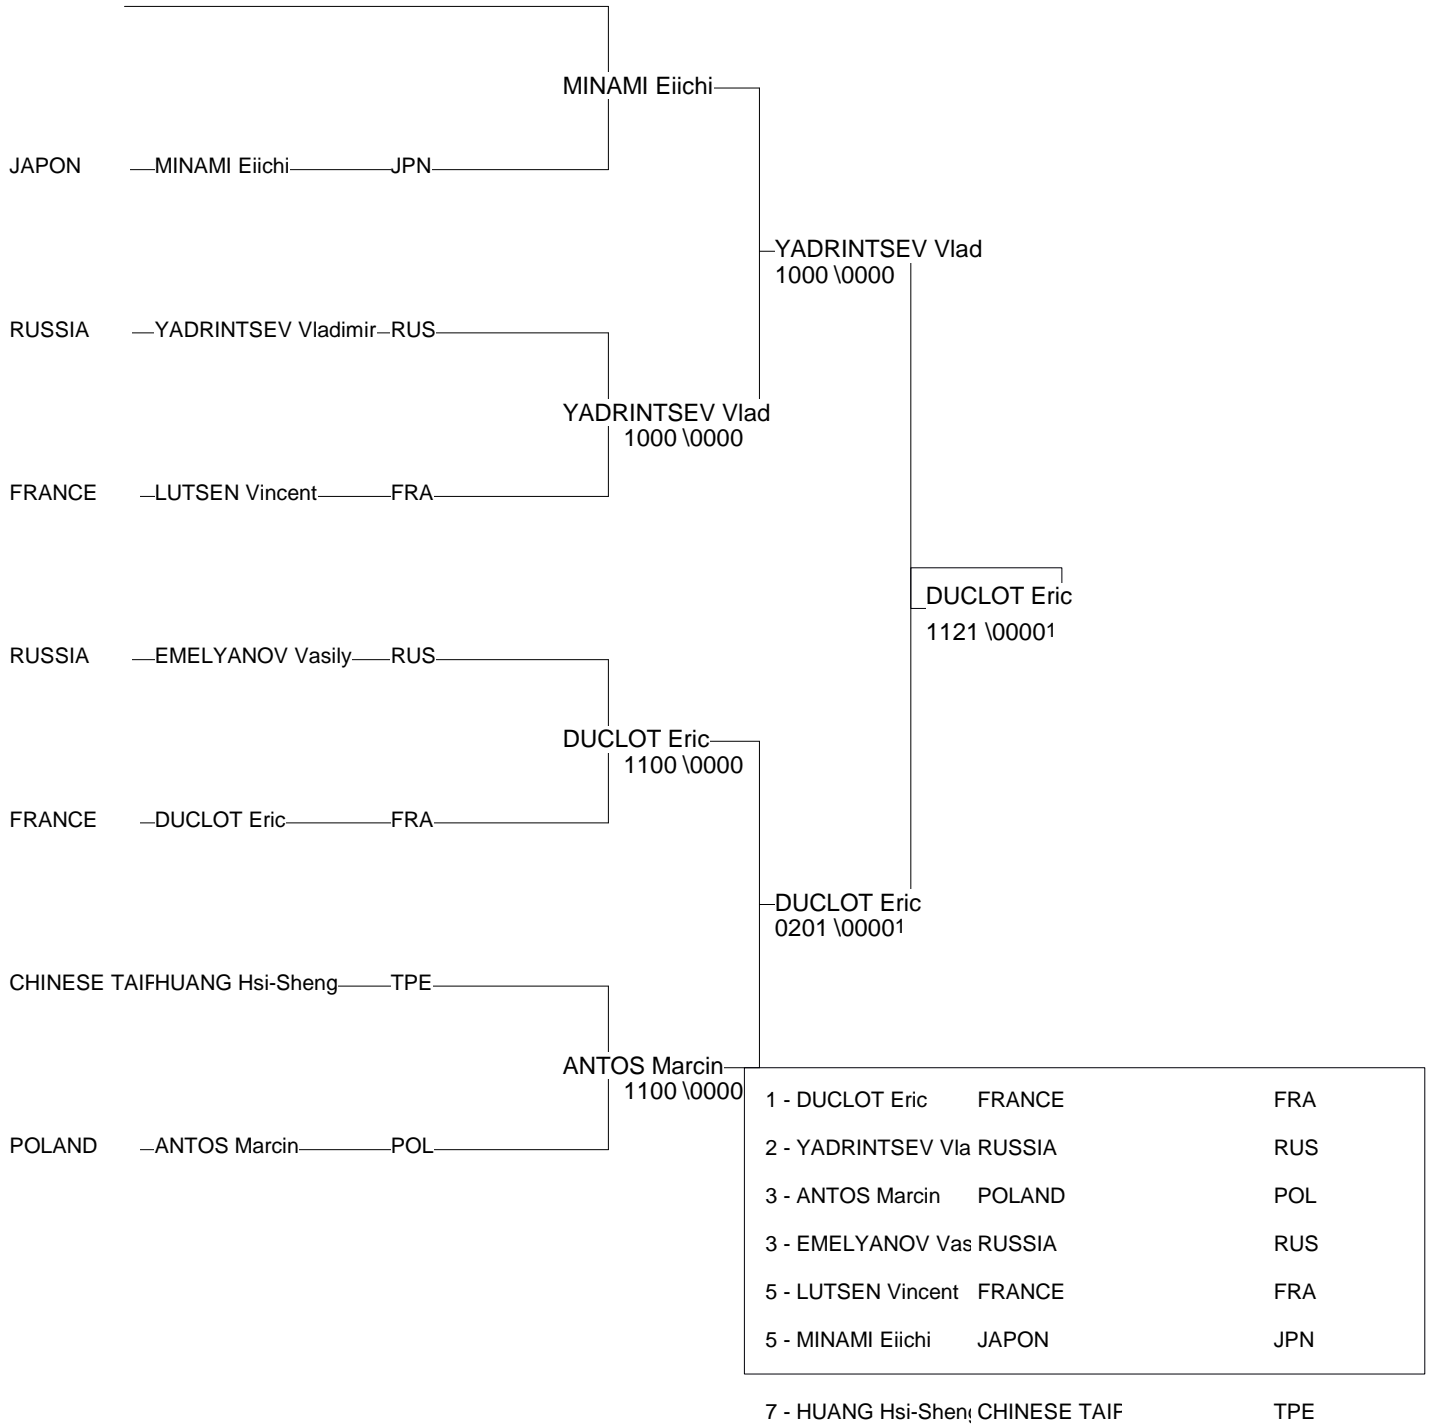 MINAMI Eiichi
JAPON MINAMI Eiichi JPN
YADRINTSEV Vlad
1000 \0000
RUSSIA YADRINTSEV Vladimir RUS
YADRINTSEV Vlad
1000 \0000
FRANCE LUTSEN Vincent FRA
DUCLOT Eric
1121 \00001
RUSSIA EMELYANOV Vasily RUS
DUCLOT Eric
1100 \0000
FRANCE DUCLOT Eric FRA
DUCLOT Eric
0201 \00001
CHINESE TAIP HUANG Hsi-Sheng TPE
ANTOS Marcin
1100 \0000
1 - DUCLOT Eric FRANCE FRA
POLAND ANTOS Marcin POL
2 - YADRINTSEV Vla RUSSIA RUS
3 - ANTOS Marcin POLAND POL
3 - EMELYANOV Vas RUSSIA RUS
5 - LUTSEN Vincent FRANCE FRA
5 - MINAMI Eiichi JAPON JPN
7 - HUANG Hsi-Sheng CHINESE TAIP TPE